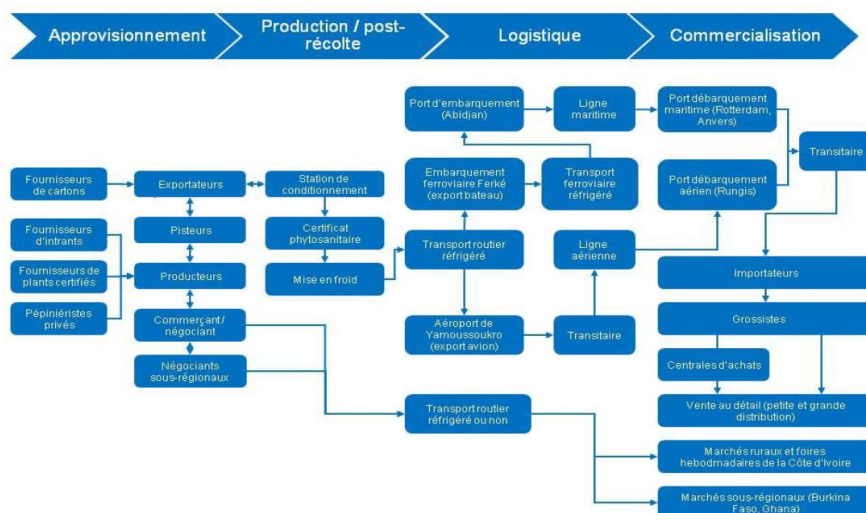 Approvisionnement
Production / post-
récolte
Logistique
Commercialisation
Fournisseurs
de cartons
Fournisseurs
d'intrants
Fournisseurs de
plants certifiés
Pépiniéristes
privés
Exportateurs
Pisteurs
Producteurs
Commerçant/
négociant
Négociants
sous-régionaux
Station de
conditionnement
Certificat
phytosanitaire
Mise en froid
Port d'embarquement
(Abidjan)
Embarquement
ferroviaire Ferké
(export bateau)
Transport routier
réfrigéré
Aéroport de
Yamoussoukro
(export avion)
Transport routier
réfrigéré ou non
Ligne
maritime
Transport
ferroviaire
réfrigéré
Ligne
aérienne
Transitaire
Port débarquement
maritime (Rotterdam,
Anvers)
Port débarquement
aérien (Rungis)
Transitaire
Importateurs
Grossistes
Centrales d'achats
Vente au détail (petite et grande
distribution)
Marchés ruraux et foires
hebodmadaires de la Côte d'Ivoire
Marchés sous-régionaux (Burkina
Faso, Ghana)